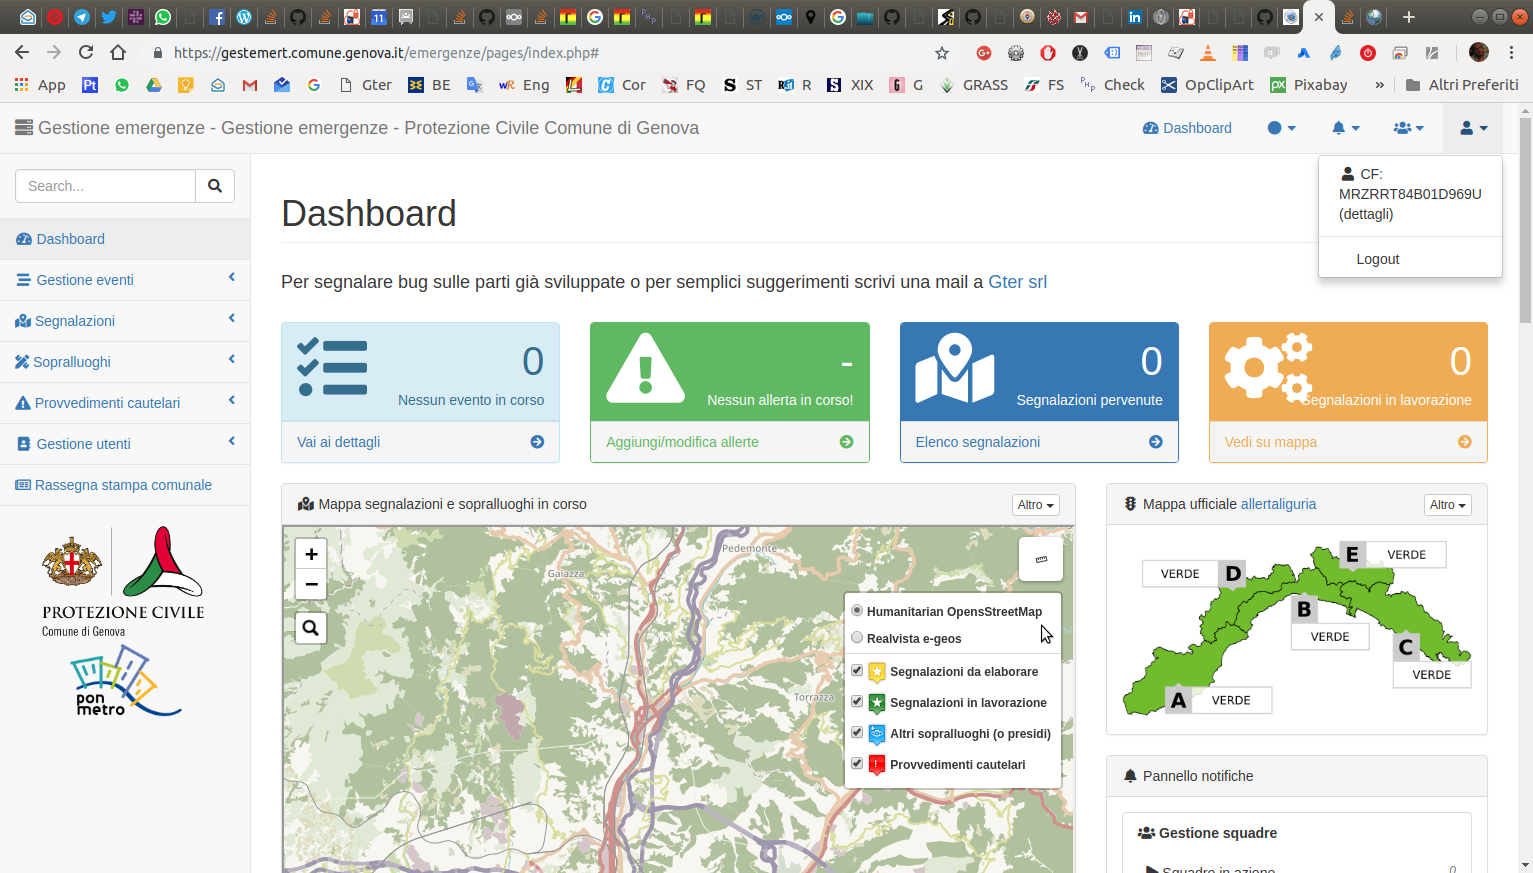 https://gestemert.comune.genova.it/emergenze/pages/index.php#
App
Pt
Gter
BE
Eng
Cor
FQ
ST
R
XIX
G
GRASS
FS
Check
OpClipArt
Pixabay
»
Altri Preferiti
Gestione emergenze - Gestione emergenze - Protezione Civile Comune di Genova
Dashboard
CF:
MRZRRT84B01D969U
(dettagli)
Logout
Search...
Dashboard
Gestione eventi
Segnalazioni
Sopralluoghi
Provvedimenti cautelari
Gestione utenti
Rassegna stampa comunale
PROTEZIONE CIVILE
Comune di Genova
pon
metro
Dashboard
Per segnalare bug sulle parti già sviluppate o per semplici suggerimenti scrivi una mail a Gter srl
0
Nessun evento in corso
Vai ai dettagli
-
Nessun allerta in corso!
Aggiungi/modifica allerte
0
Segnalazioni pervenute
Elenco segnalazioni
0
Segnalazioni in lavorazione
Vedi su mappa
Mappa segnalazioni e sopralluoghi in corso
Altro
+
−
Pedemonte
Gaiazza
Torrazza
Humanitarian OpensStreetMap
Realvista e-geos
Segnalazioni da elaborare
Segnalazioni in lavorazione
Altri sopralluoghi (o presidi)
Provvedimenti cautelari
Mappa ufficiale allertaliguria
Altro
E VERDE
VERDE D
B
VERDE
C
VERDE
A VERDE
Pannello notifiche
Gestione squadre
Squadre in azione 0